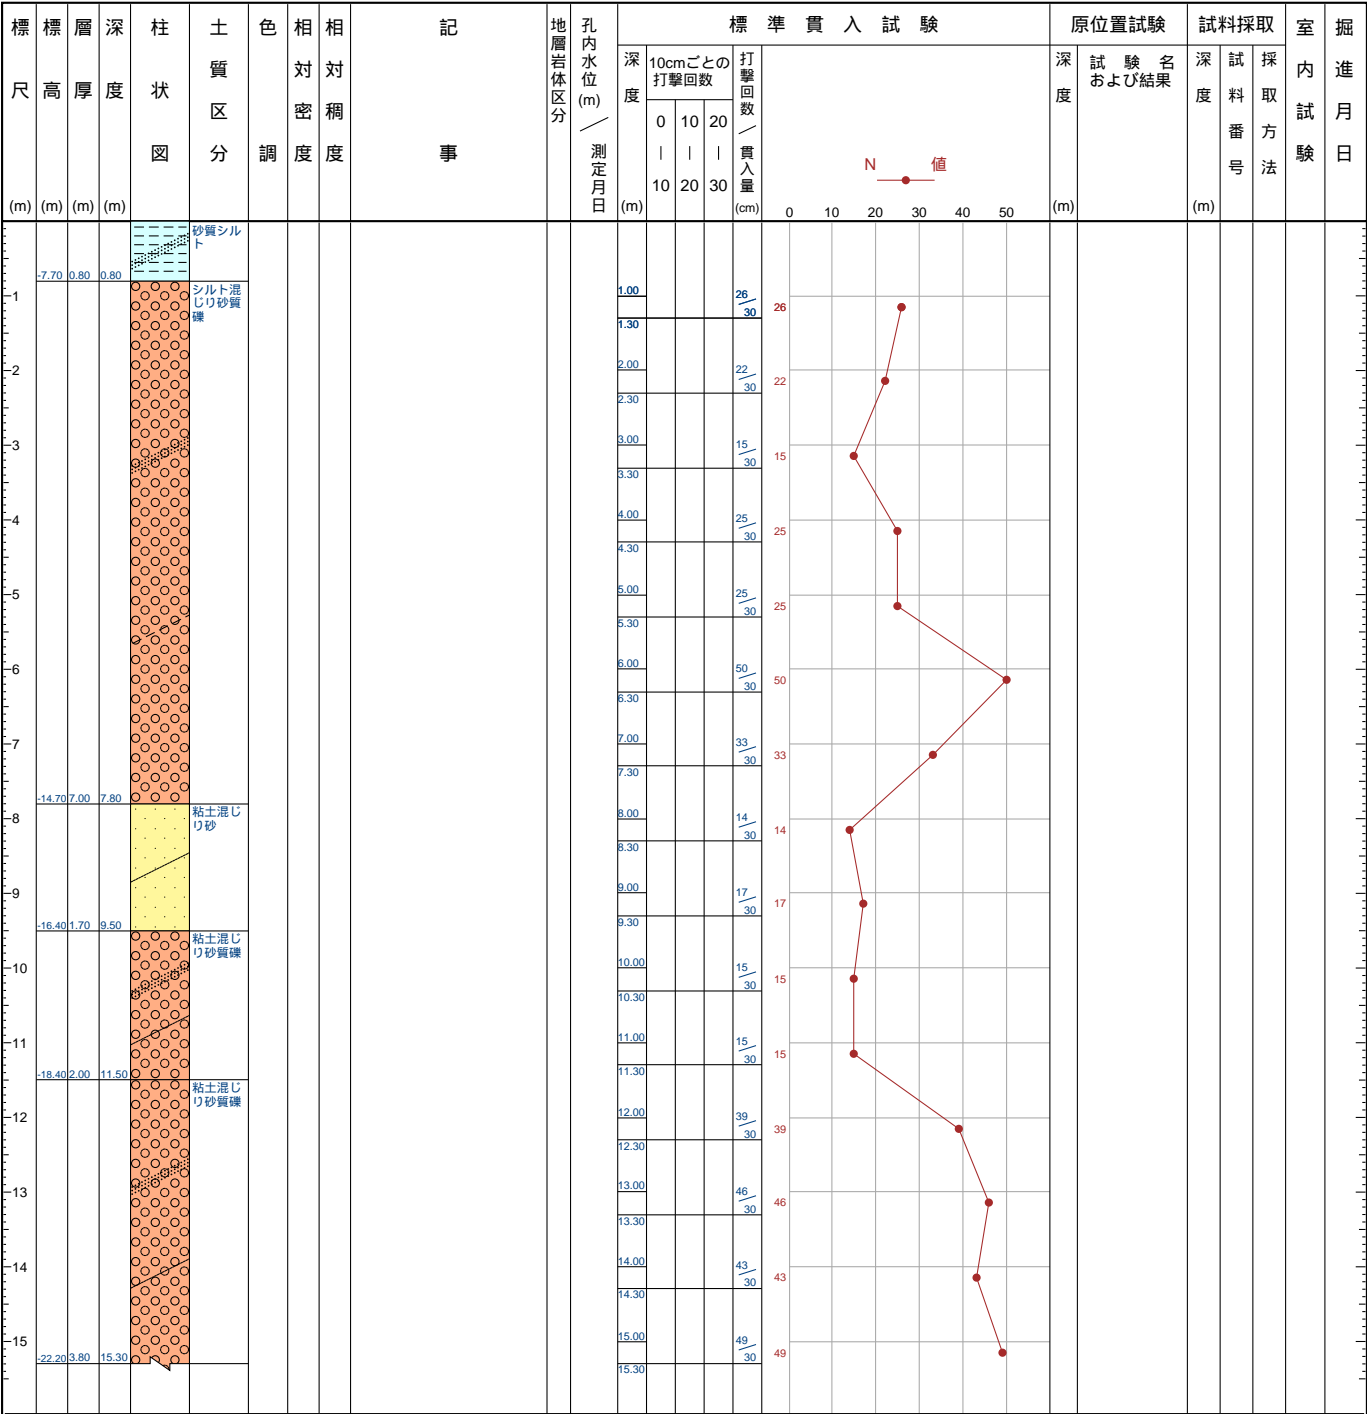 標尺 (m)
標高 (m)
層厚 (m)
深度 (m)
柱状図
土質区分
色調
相対密度
相対稠度
記事
地層岩体区分
孔内水位(m)／測定月日
標準貫入試験
深度 (m)
10cmごとの
打撃回数
0 | 10
10 | 20
20 | 30
打撃回数／貫入量 (cm)
N 値
0 10 20 30 40 50
原位置試験
深度 (m)
試験名
および結果
試料採取
深度 (m)
試料番号
採取方法
室内試験
掘進月日
砂質シル
ト
-7.70 0.80 0.80
シルト混
じり砂質
礫
1 1.00 26/30 26
1.30
2 2.00 22/30 22
2.30
3 3.00 15/30 15
3.30
4 4.00 25/30 25
4.30
5 5.00 25/30 25
5.30
6 6.00 50/30 50
6.30
7 7.00 33/30 33
7.30
-14.70 7.00 7.80
粘土混じ
り砂
8 8.00 14/30 14
8.30
9 9.00 17/30 17
9.30
-16.40 1.70 9.50
粘土混じ
り砂質礫
10 10.00 15/30 15
10.30
11 11.00 15/30 15
11.30
-18.40 2.00 11.50
粘土混じ
り砂質礫
12 12.00 39/30 39
12.30
13 13.00 46/30 46
13.30
14 14.00 43/30 43
14.30
15 15.00 49/30 49
-22.20 3.80 15.30
15.30